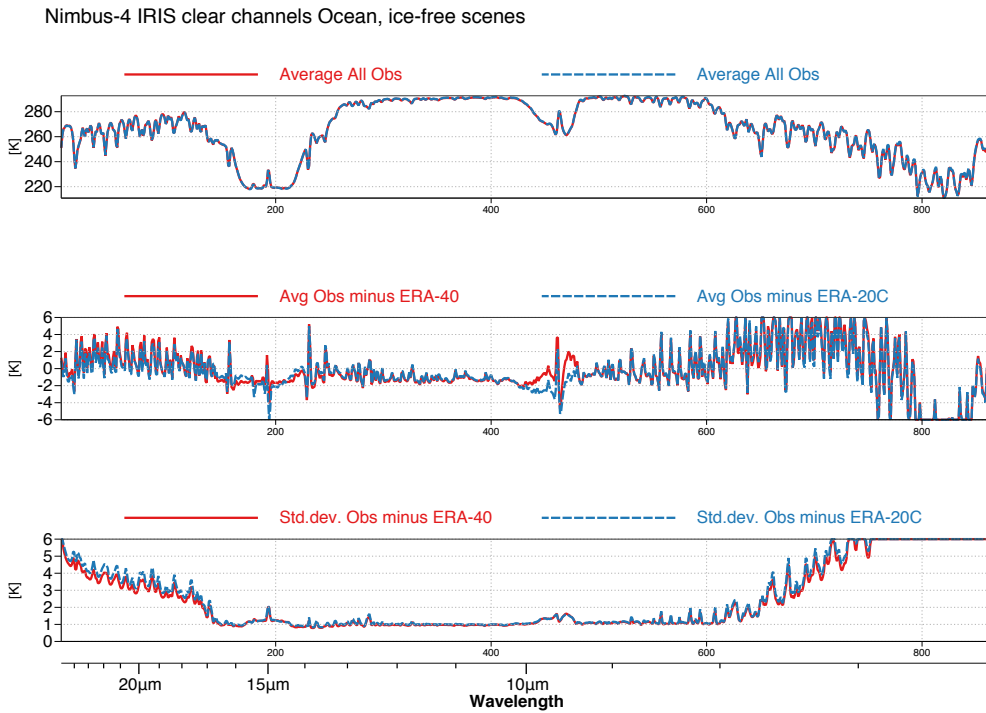 Nimbus-4 IRIS clear channels Ocean, ice-free scenes
Average All Obs Average All Obs
280
260
240
220
[K]
200 400 600 800
Avg Obs minus ERA-40 Avg Obs minus ERA-20C
6
4
2
0
-2
-4
-6
[K]
200 400 600 800
Std.dev. Obs minus ERA-40 Std.dev. Obs minus ERA-20C
6
5
4
3
2
1
0
[K]
200 400 600 800
20µm 15µm 10µm
Wavelength